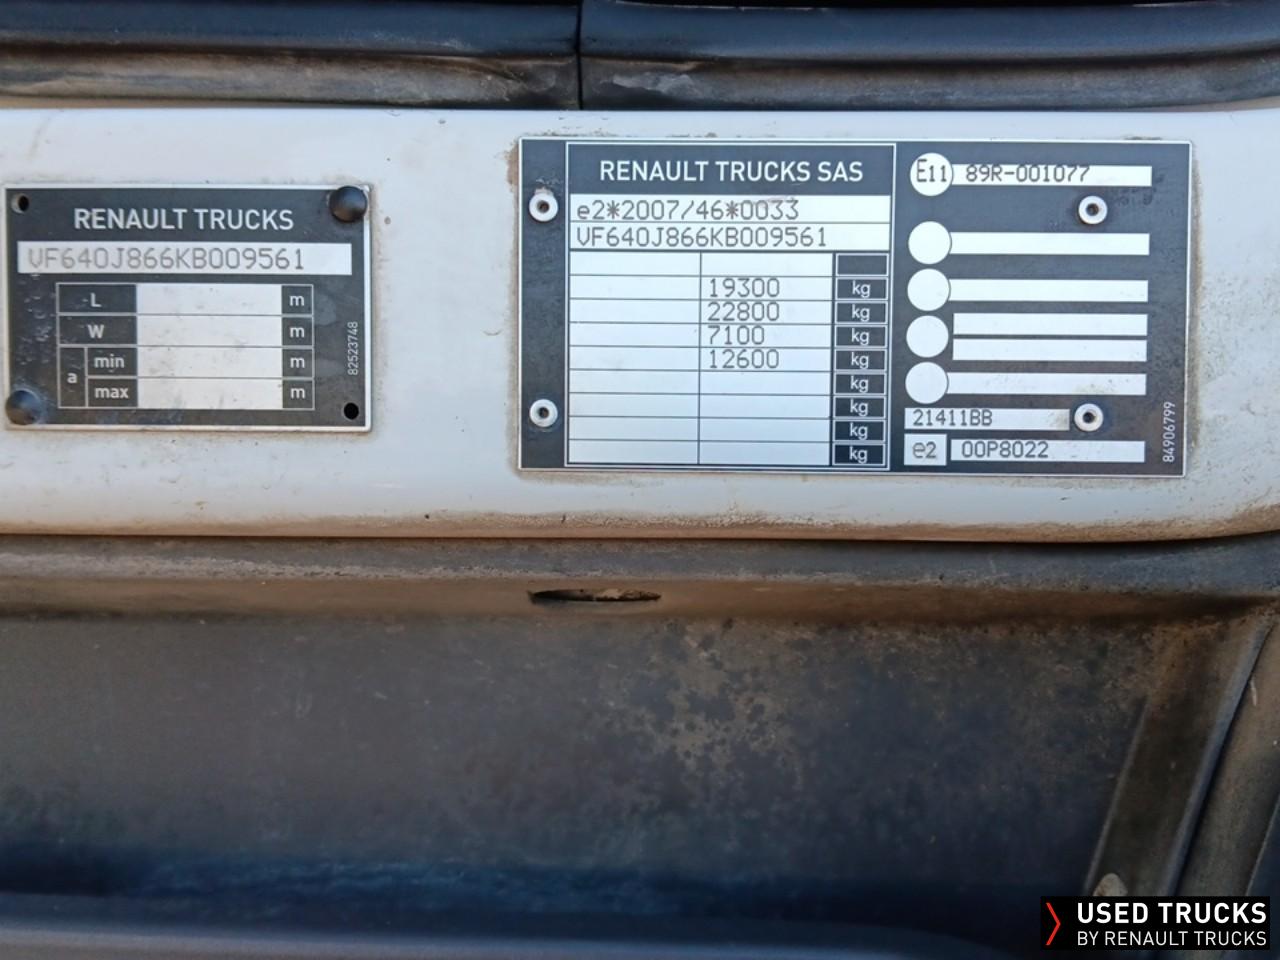 RENAULT TRUCKS
VF640J866KB009561
L m
W m
a
min m
max m
82523748
RENAULT TRUCKS SAS
e2*2007/46*0033
VF640J866KB009561
19300 kg
22800 kg
7100 kg
12600 kg
kg
kg
kg
kg
E11 89R-001077
21411BB
e2 00P8022
84906799
USED TRUCKS
BY RENAULT TRUCKS